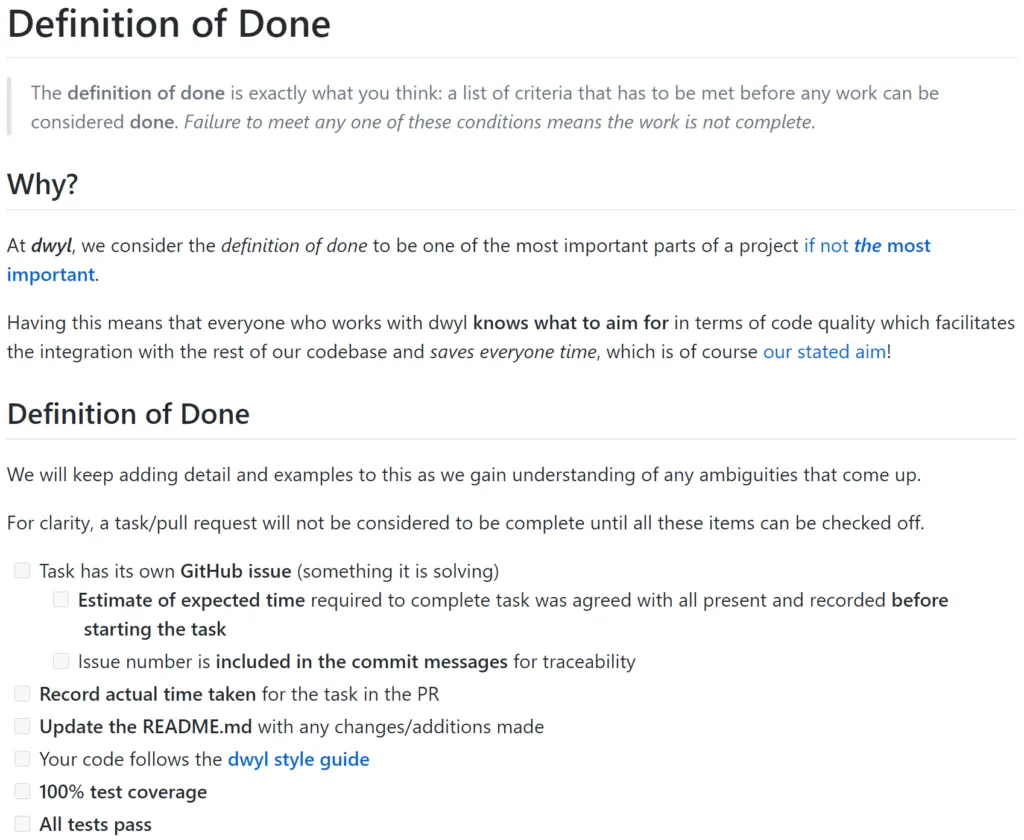 Definition of Done
The definition of done is exactly what you think: a list of criteria that has to be met before any work can be
considered done. Failure to meet any one of these conditions means the work is not complete.
Why?
At dwyl, we consider the definition of done to be one of the most important parts of a project if not the most
important.
Having this means that everyone who works with dwyl knows what to aim for in terms of code quality which facilitates
the integration with the rest of our codebase and saves everyone time, which is of course our stated aim!
Definition of Done
We will keep adding detail and examples to this as we gain understanding of any ambiguities that come up.
For clarity, a task/pull request will not be considered to be complete until all these items can be checked off.
Task has its own GitHub issue (something it is solving)
Estimate of expected time required to complete task was agreed with all present and recorded before
starting the task
Issue number is included in the commit messages for traceability
Record actual time taken for the task in the PR
Update the README.md with any changes/additions made
Your code follows the dwyl style guide
100% test coverage
All tests pass